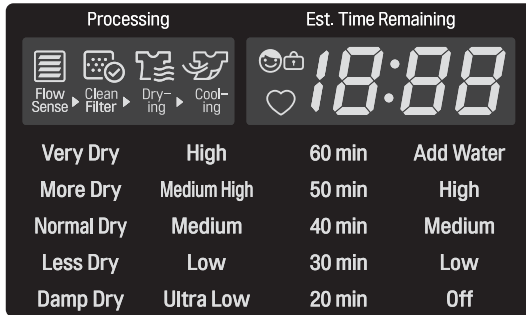 Processing Est. Time Remaining
18:88
Flow Sense Clean Filter Dry-ing Cool-ing
Very Dry High 60 min Add Water
More Dry Medium High 50 min High
Normal Dry Medium 40 min Medium
Less Dry Low 30 min Low
Damp Dry Ultra Low 20 min Off